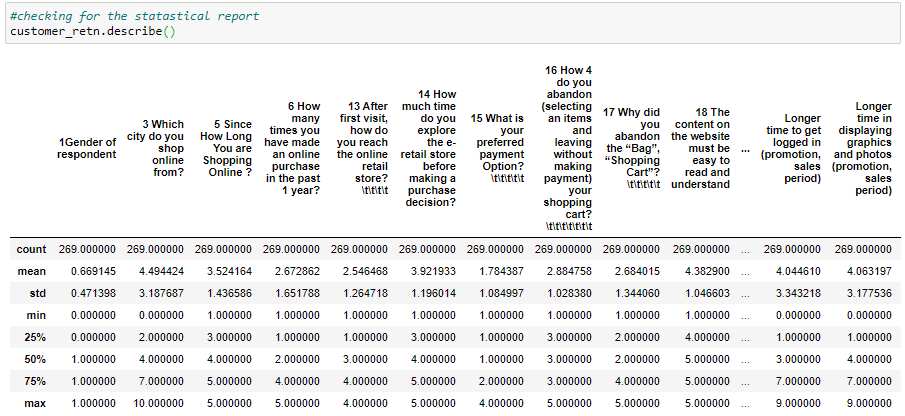 #checking for the statastical report
customer_retn.describe()
1Gender of
respondent
3 Which
city do you
shop
online
from?
5 Since
How Long
You are
Shopping
Online ?
6 How
many
times you
have made
an online
purchase
in the past
1 year?
13 After
first visit,
how do
you reach
the online
retail
store?
\t\t\t\t
14 How
much time
do you
explore
the e-
retail store
before
making a
purchase
decision?
15 What is
your
preferred
payment
Option?
\t\t\t\t\t
16 How 4
do you
abandon
(selecting
an items
and
leaving
without
making
payment)
your
shopping
cart?
\t\t\t\t\t\t\t
17 Why did
you
abandon
the “Bag”,
“Shopping
Cart”?
\t\t\t\t\t
18 The
content on
the website
must be
easy to
read and
understand
...
Longer
time to get
logged in
(promotion,
sales
period)
Longer
time in
displaying
graphics
and photos
(promotion,
sales
period)
count 269.000000 269.000000 269.000000 269.000000 269.000000 269.000000 269.000000 269.000000 269.000000 269.000000 ... 269.000000 269.000000
mean 0.669145 4.494424 3.524164 2.672862 2.546468 3.921933 1.784387 2.884758 2.684015 4.382900 ... 4.044610 4.063197
std 0.471398 3.187687 1.436586 1.651788 1.264718 1.196014 1.084997 1.028380 1.344060 1.046603 ... 3.343218 3.177536
min 0.000000 0.000000 1.000000 1.000000 1.000000 1.000000 1.000000 1.000000 1.000000 1.000000 ... 0.000000 0.000000
25% 0.000000 2.000000 3.000000 1.000000 1.000000 3.000000 1.000000 3.000000 2.000000 4.000000 ... 1.000000 1.000000
50% 1.000000 4.000000 4.000000 2.000000 3.000000 4.000000 1.000000 3.000000 2.000000 5.000000 ... 3.000000 4.000000
75% 1.000000 7.000000 5.000000 4.000000 4.000000 5.000000 2.000000 3.000000 4.000000 5.000000 ... 7.000000 7.000000
max 1.000000 10.000000 5.000000 5.000000 4.000000 5.000000 4.000000 5.000000 5.000000 5.000000 ... 9.000000 9.000000